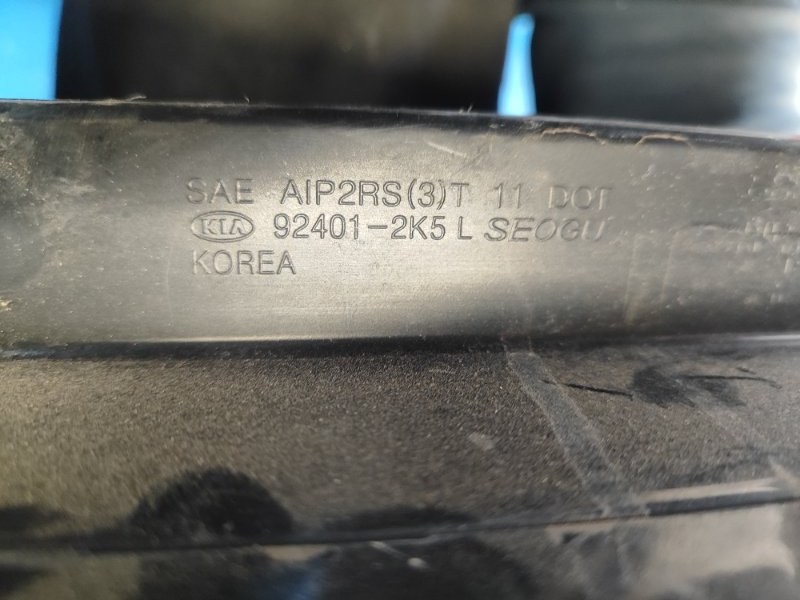 SAE AIP2RS(3)T 11 DOT
KIA 92401-2K5 L SEOGU
KOREA